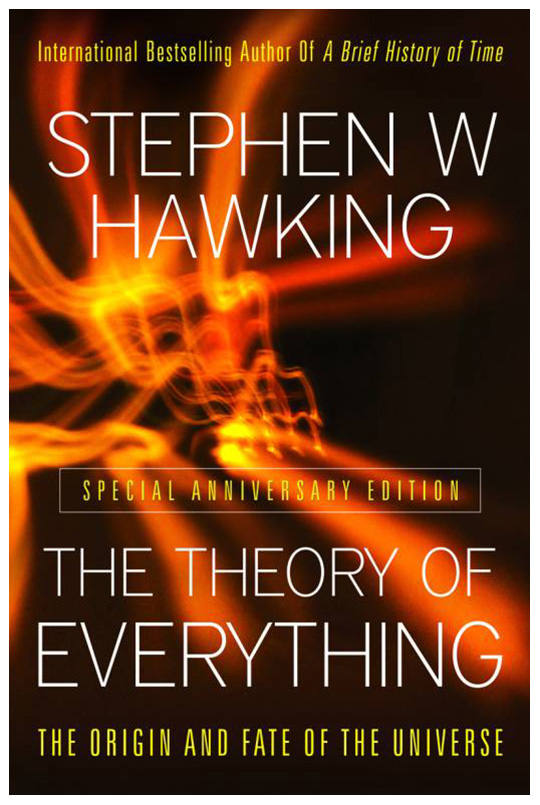 International Bestselling Author Of A Brief History of Time
STEPHEN W
HAWKING
SPECIAL ANNIVERSARY EDITION
THE THEORY OF
EVERYTHING
THE ORIGIN AND FATE OF THE UNIVERSE